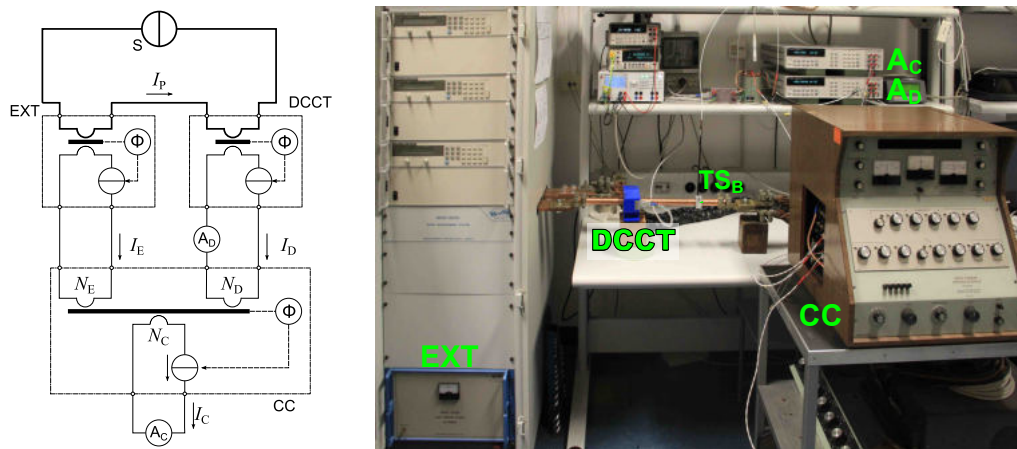 S
I_P
EXT
DCCT
Φ
Φ
A_D
I_E
I_D
N_E
N_D
Φ
N_C
CC
I_C
A_C
A_C
A_D
TS_B
DCCT
CC
EXT